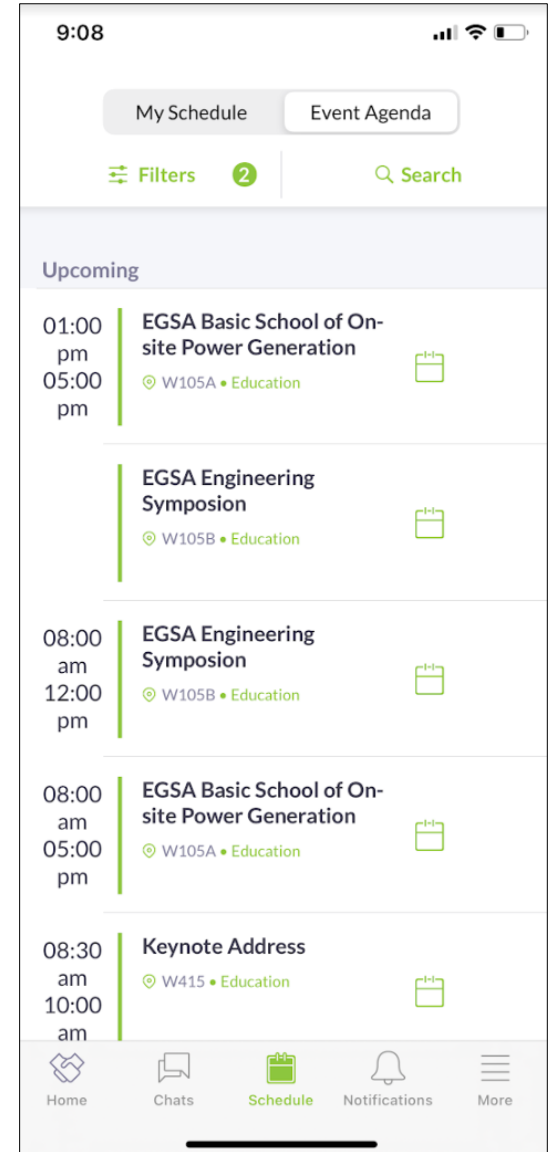 9:08
My Schedule
Event Agenda
Filters 2
Search
Upcoming
01:00
pm
05:00
pm
EGSA Basic School of On-
site Power Generation
W105A • Education
EGSA Engineering
Symposion
W105B • Education
08:00
am
12:00
pm
EGSA Engineering
Symposion
W105B • Education
08:00
am
05:00
pm
EGSA Basic School of On-
site Power Generation
W105A • Education
08:30
am
10:00
am
Keynote Address
W415 • Education
Home
Chats
Schedule
Notifications
More